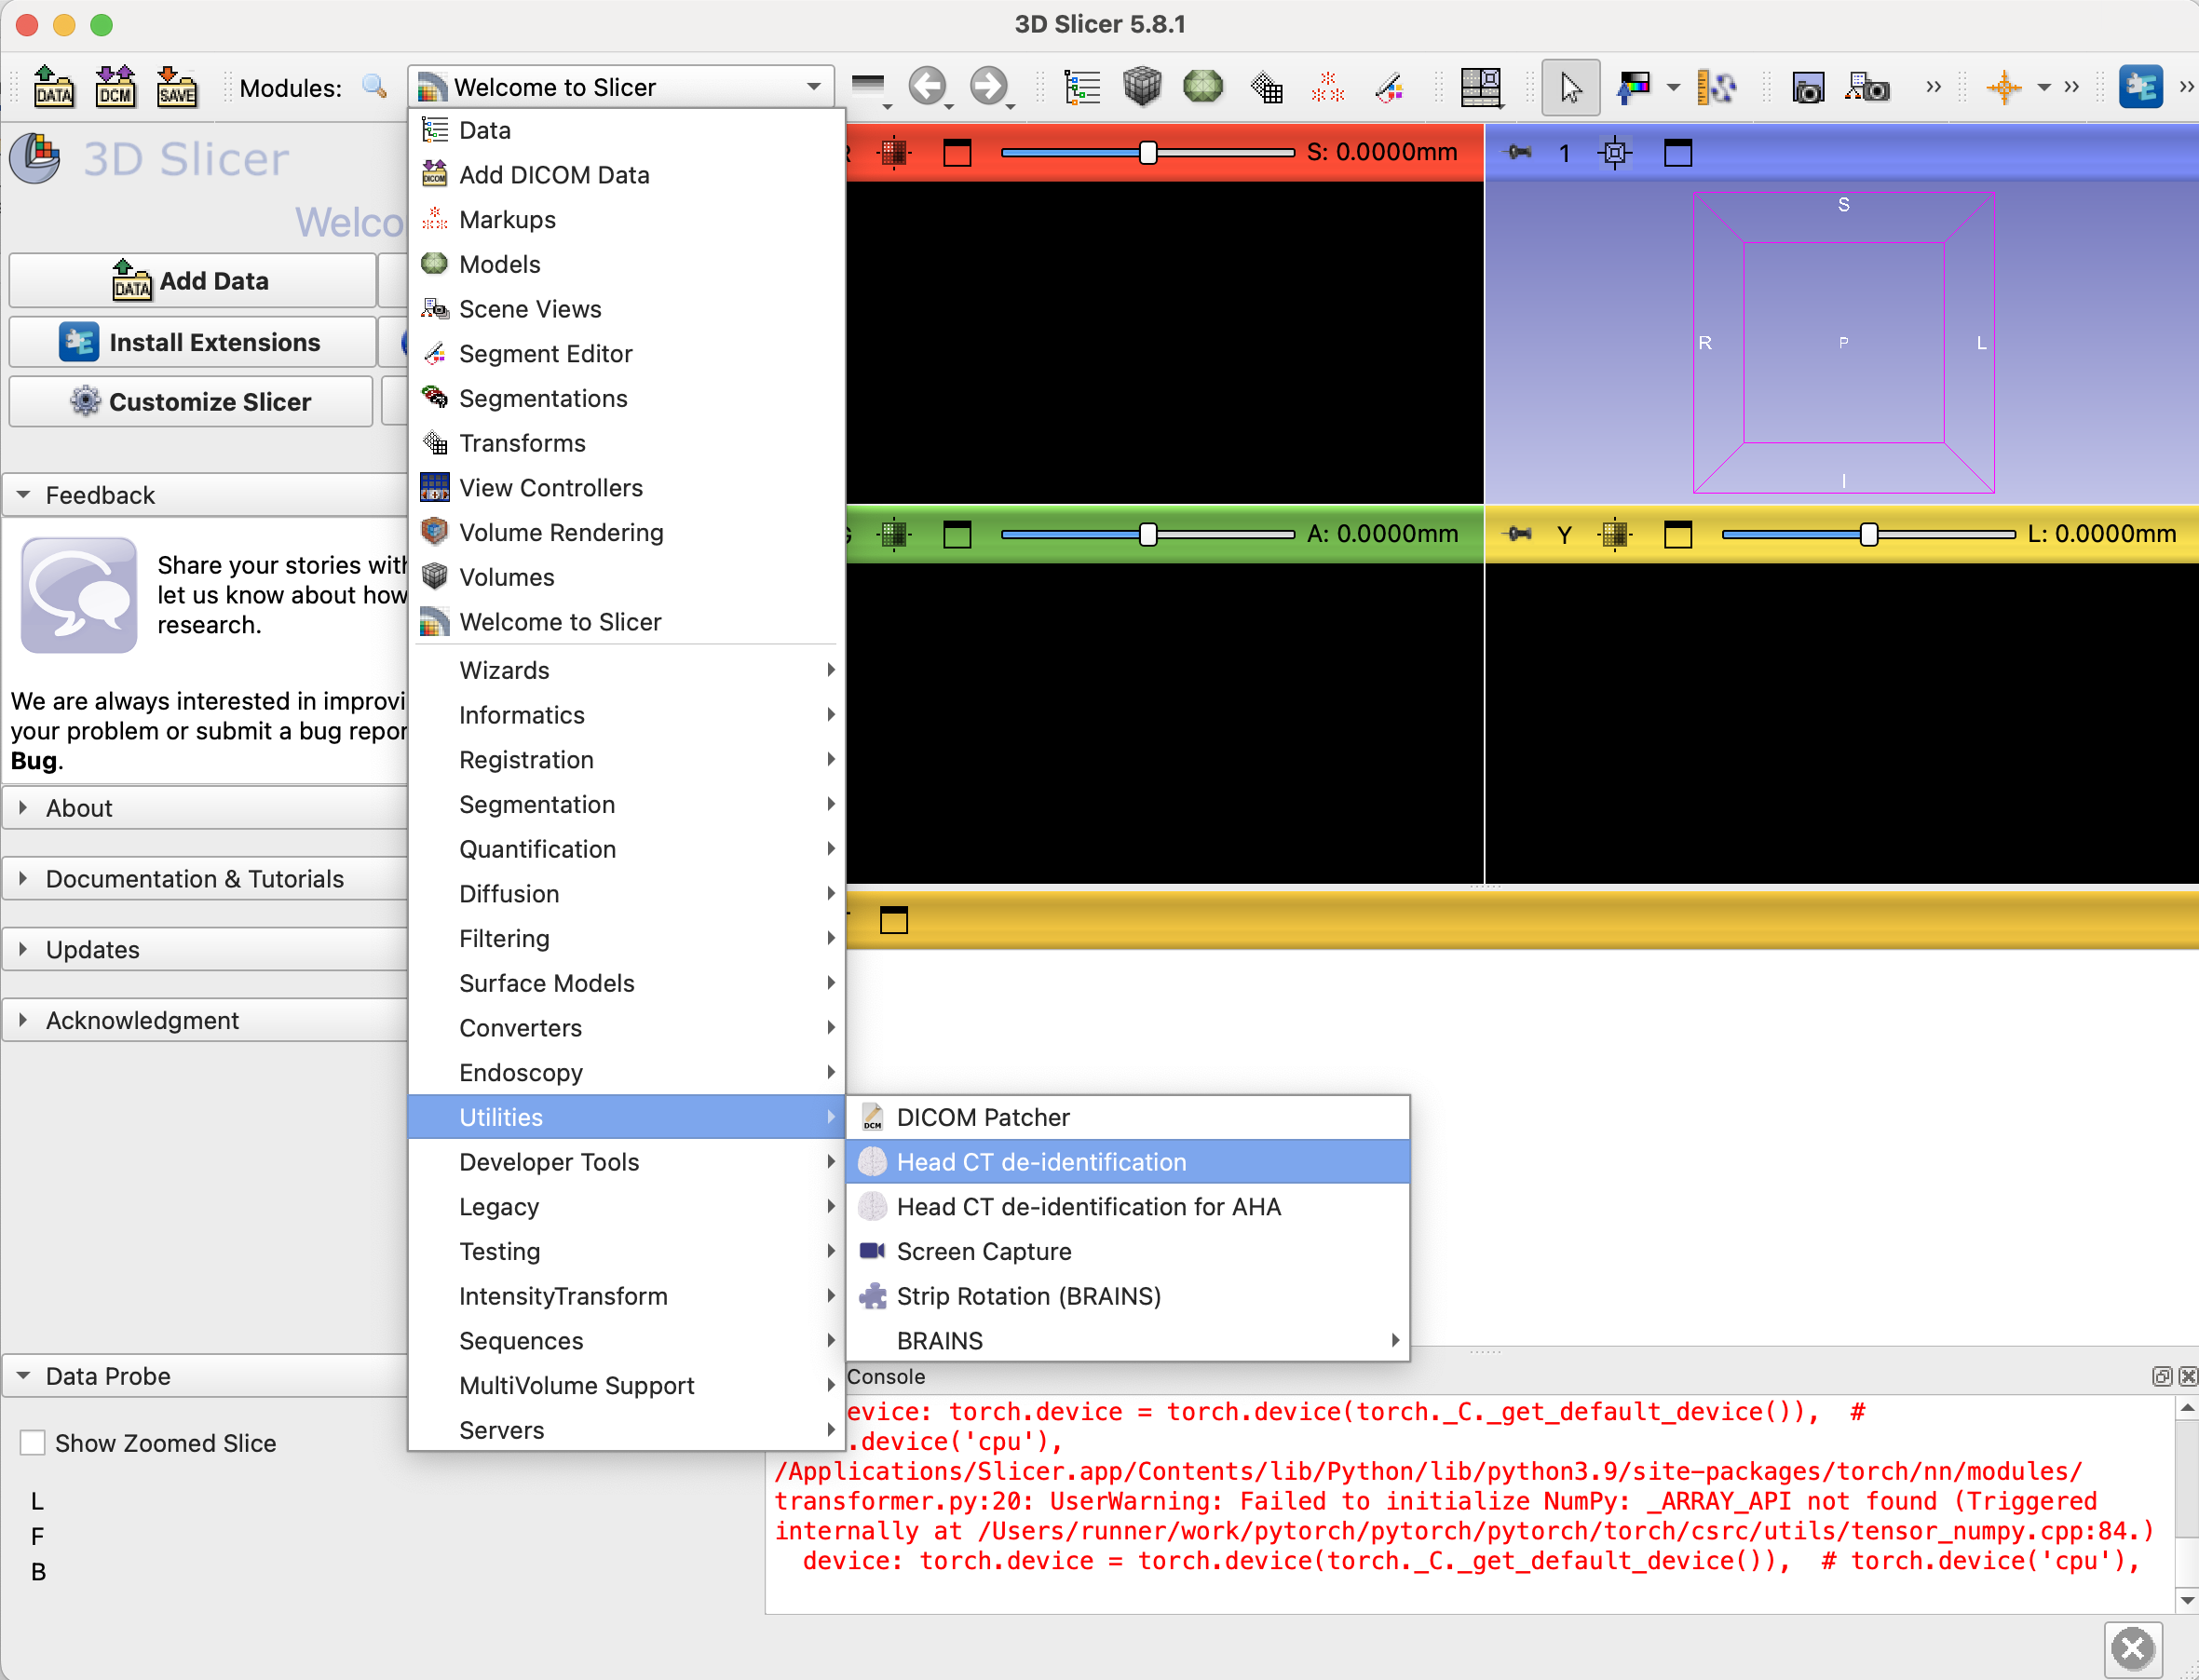 3D Slicer 5.8.1
DATA
DCM
SAVE
Modules:
Welcome to Slicer
3D Slicer
Welco
Add Data
Install Extensions
Customize Slicer
Feedback
Share your stories with
let us know about how
research.
We are always interested in improvi
your problem or submit a bug repor
Bug.
About
Documentation & Tutorials
Updates
Acknowledgment
Data Probe
Show Zoomed Slice
L
F
B
Data
Add DICOM Data
Markups
Models
Scene Views
Segment Editor
Segmentations
Transforms
View Controllers
Volume Rendering
Volumes
Welcome to Slicer
Wizards
Informatics
Registration
Segmentation
Quantification
Diffusion
Filtering
Surface Models
Converters
Endoscopy
Utilities
Developer Tools
Legacy
Testing
IntensityTransform
Sequences
MultiVolume Support
Servers
DICOM Patcher
Head CT de-identification
Head CT de-identification for AHA
Screen Capture
Strip Rotation (BRAINS)
BRAINS
S: 0.0000mm
1
S
R
P
L
I
A: 0.0000mm
Y
L: 0.0000mm
Console
evice: torch.device = torch.device(torch._C._get_default_device()), #
.device('cpu'),
/Applications/Slicer.app/Contents/lib/Python/lib/python3.9/site-packages/torch/nn/modules/
transformer.py:20: UserWarning: Failed to initialize NumPy: _ARRAY_API not found (Triggered
internally at /Users/runner/work/pytorch/pytorch/pytorch/torch/csrc/utils/tensor_numpy.cpp:84.)
device: torch.device = torch.device(torch._C._get_default_device()), # torch.device('cpu'),